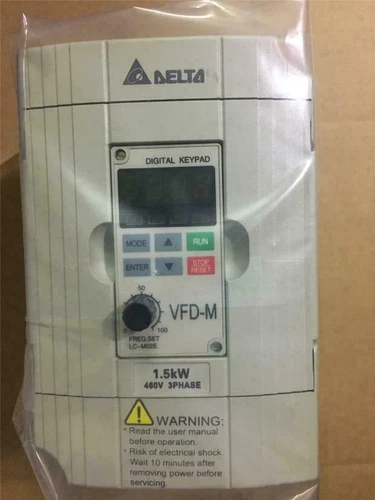 DELTA
DIGITAL KEYPAD
MODE
RUN
ENTER
STOP
RESET
50
0
100
VFD-M
FREQ.SET
LC-M02E
1.5kW
460V 3PHASE
WARNING:
Read the user manual
before operation.
Risk of electrical shock
Wait 10 minutes after
removing power before
servicing.